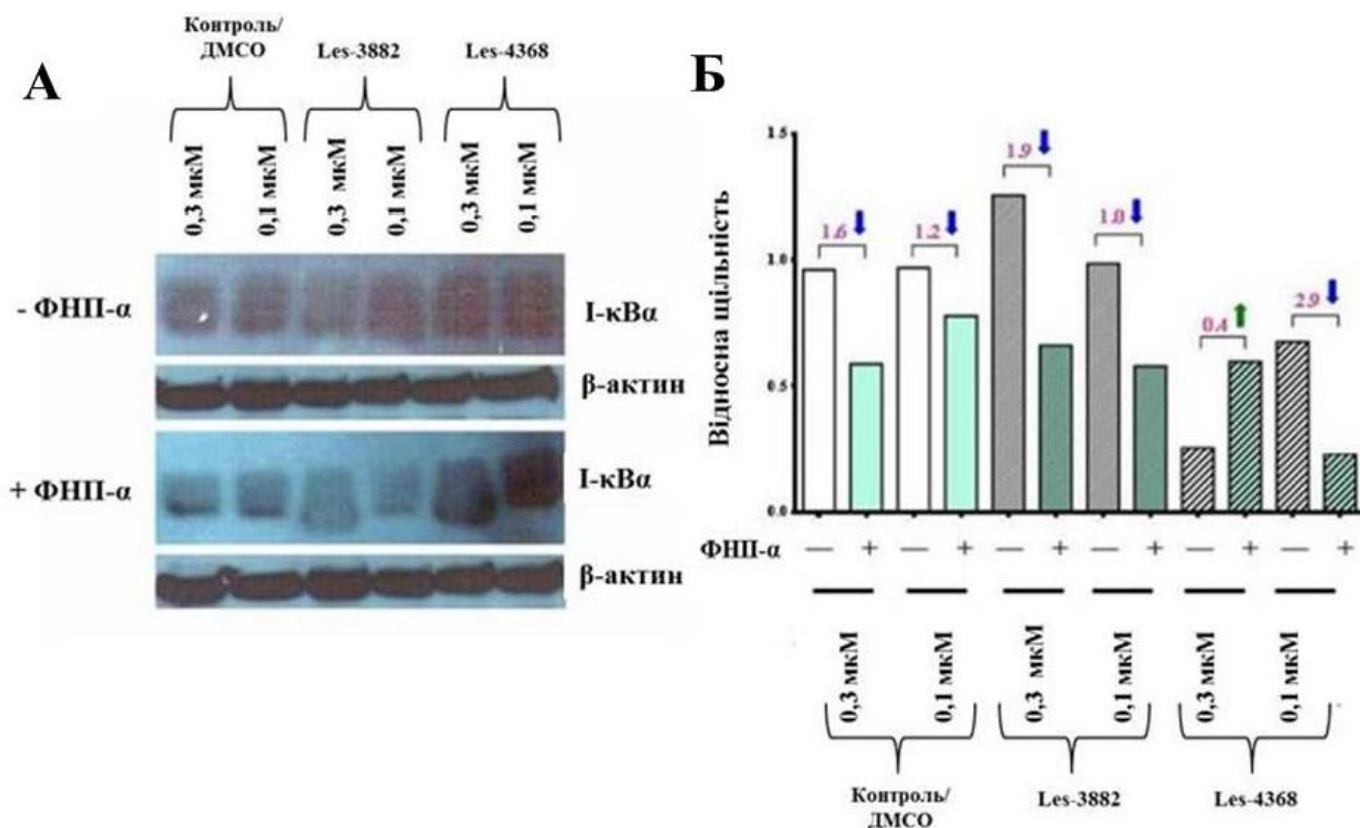 А
Контроль/
ДМСО
Les-3882
Les-4368
0,3 мкМ
0,1 мкМ
0,3 мкМ
0,1 мкМ
0,3 мкМ
0,1 мкМ
- ФНП-α
I-κBα
β-актин
+ ФНП-α
I-κBα
β-актин
Б
Відносна щільність
1.5
1.0
0.5
0.0
1.6
1.2
1.9
1.0
0.4
2.9
ФНП-α
— + — + — + — + — + — +
0,3 мкМ
0,1 мкМ
0,3 мкМ
0,1 мкМ
0,3 мкМ
0,1 мкМ
Контроль/
ДМСО
Les-3882
Les-4368